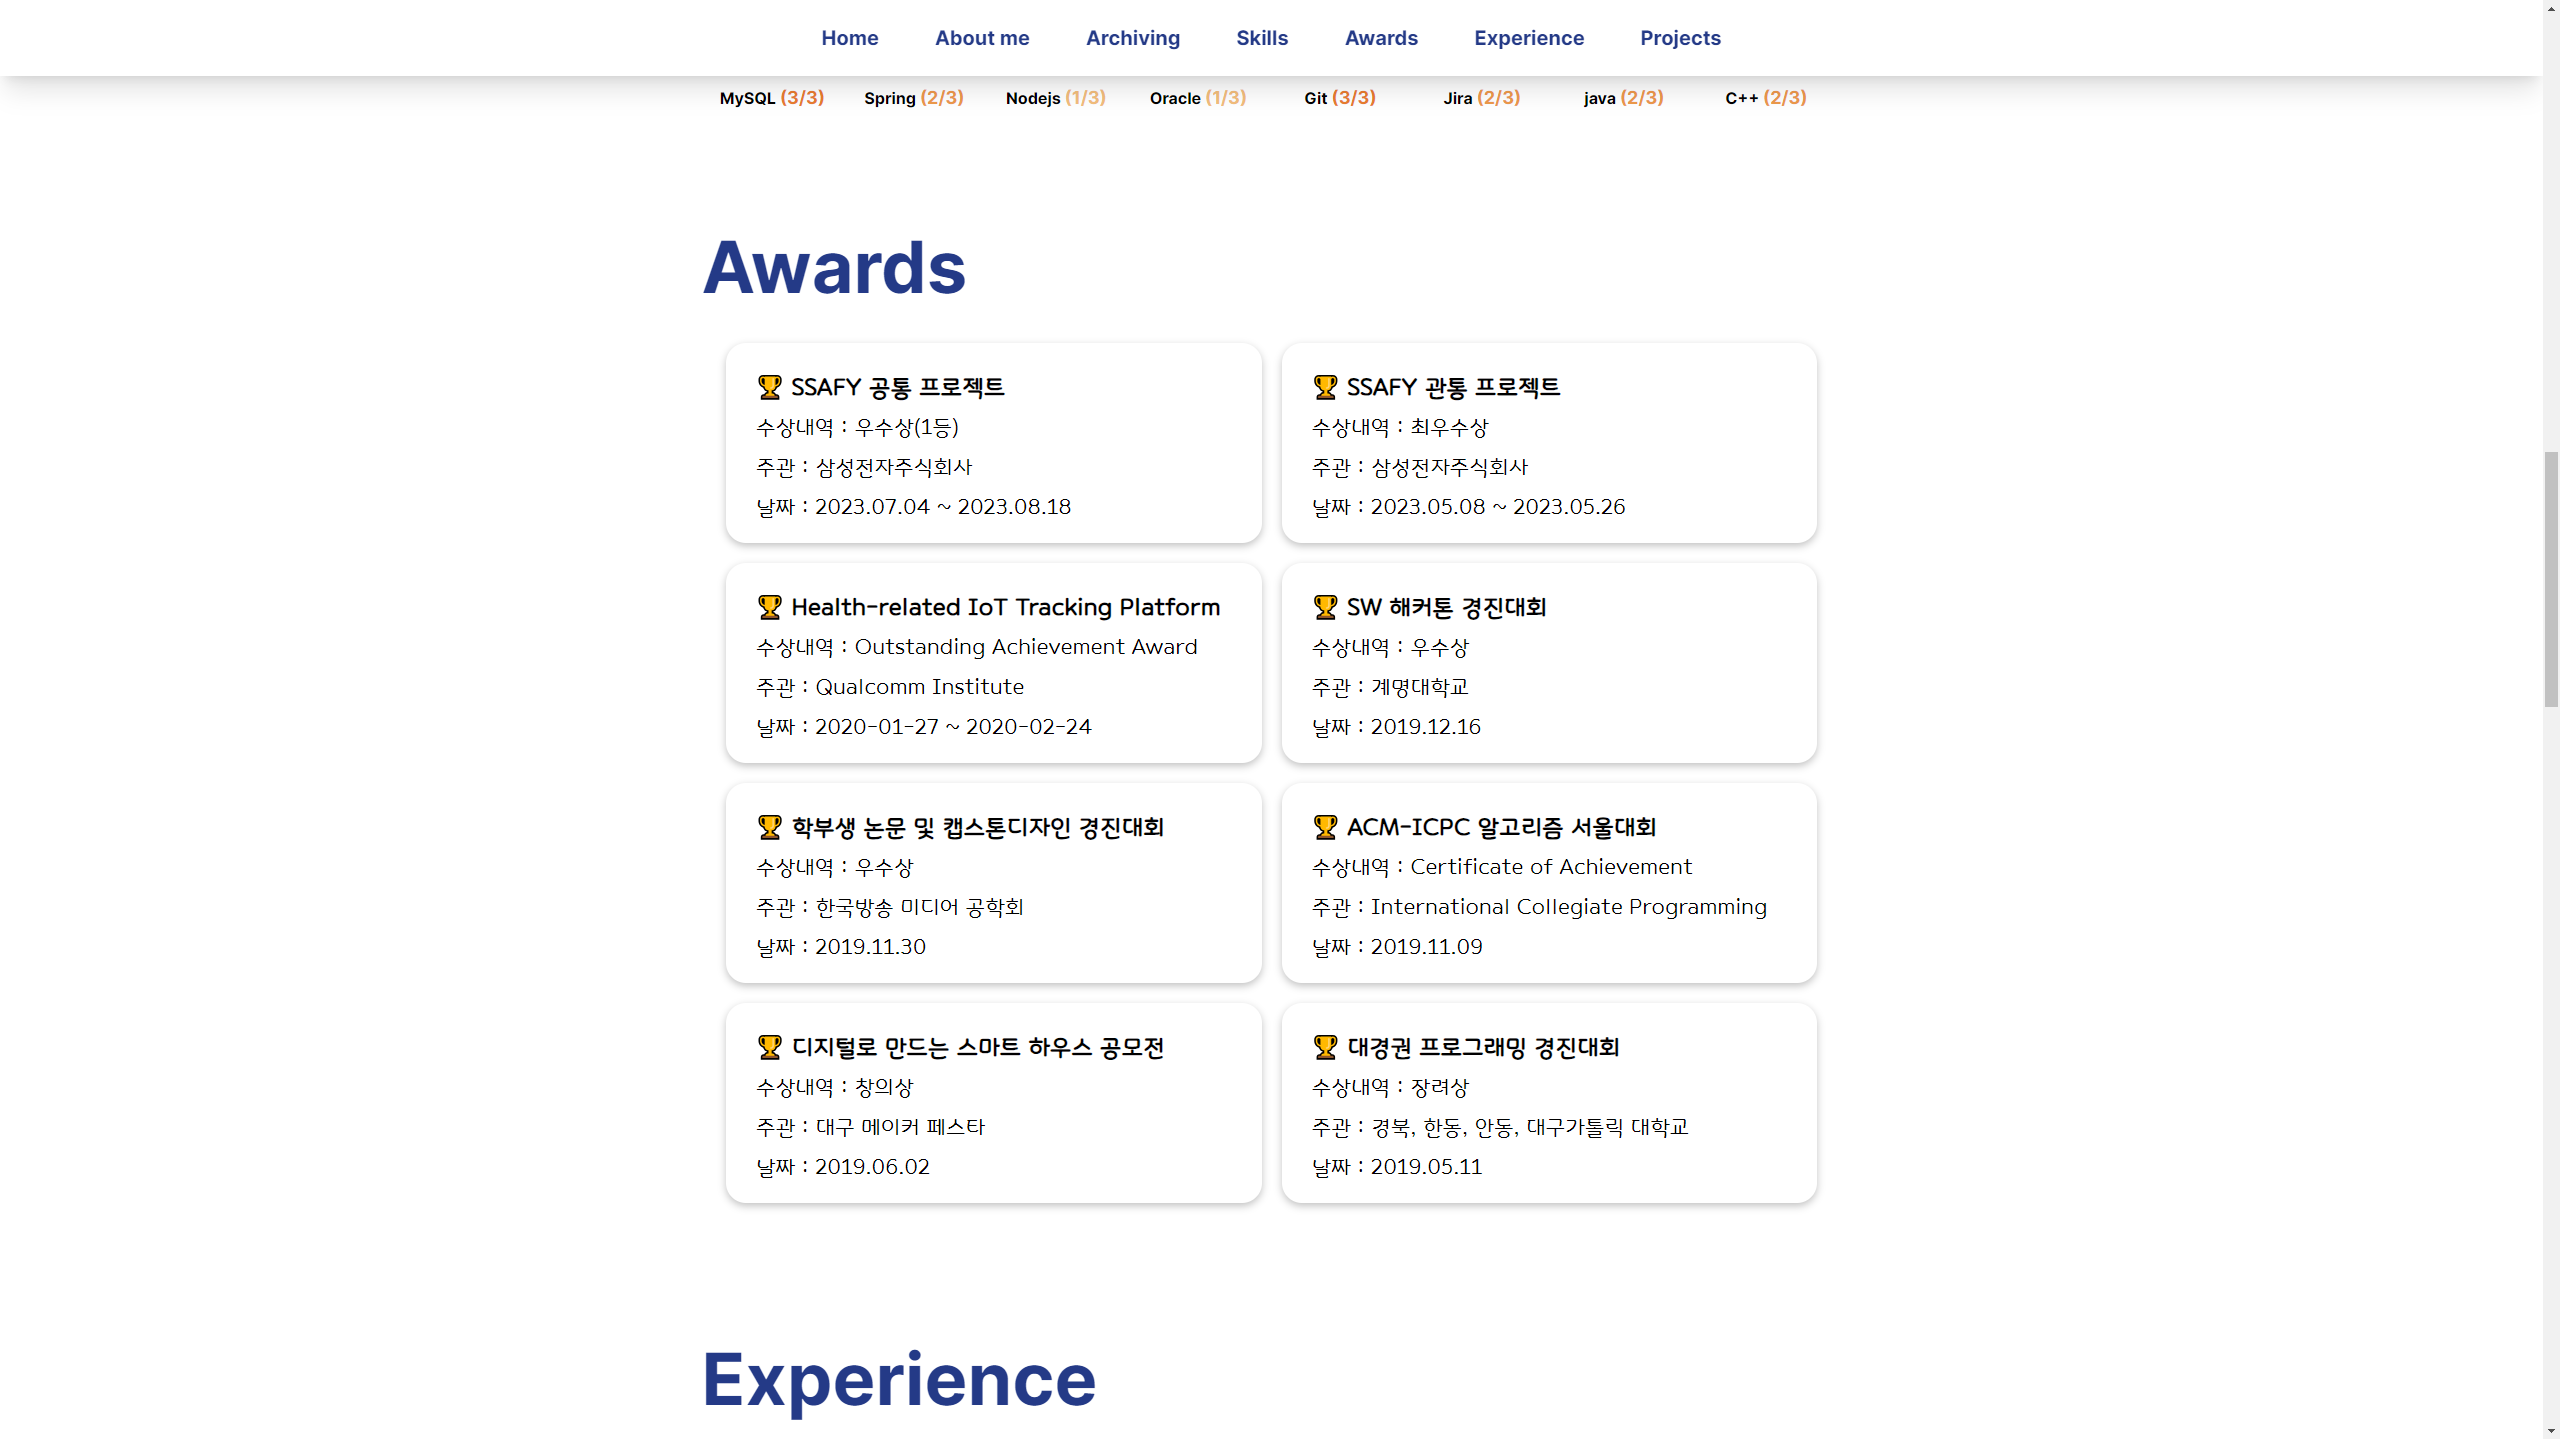 Home About me Archiving Skills Awards Experience Projects
MySQL (3/3) Spring (2/3) Nodejs (1/3) Oracle (1/3) Git (3/3) Jira (2/3) java (2/3) C++ (2/3)
Awards
🏆 SSAFY 공통 프로젝트
수상내역 : 우수상(1등)
주관 : 삼성전자주식회사
날짜 : 2023.07.04 ~ 2023.08.18
🏆 SSAFY 관통 프로젝트
수상내역 : 최우수상
주관 : 삼성전자주식회사
날짜 : 2023.05.08 ~ 2023.05.26
🏆 Health-related IoT Tracking Platform
수상내역 : Outstanding Achievement Award
주관 : Qualcomm Institute
날짜 : 2020-01-27 ~ 2020-02-24
🏆 SW 해커톤 경진대회
수상내역 : 우수상
주관 : 계명대학교
날짜 : 2019.12.16
🏆 학부생 논문 및 캡스톤디자인 경진대회
수상내역 : 우수상
주관 : 한국방송 미디어 공학회
날짜 : 2019.11.30
🏆 ACM-ICPC 알고리즘 서울대회
수상내역 : Certificate of Achievement
주관 : International Collegiate Programming
날짜 : 2019.11.09
🏆 디지털로 만드는 스마트 하우스 공모전
수상내역 : 창의상
주관 : 대구 메이커 페스타
날짜 : 2019.06.02
🏆 대경권 프로그래밍 경진대회
수상내역 : 장려상
주관 : 경북, 한동, 안동, 대구가톨릭 대학교
날짜 : 2019.05.11
Experience